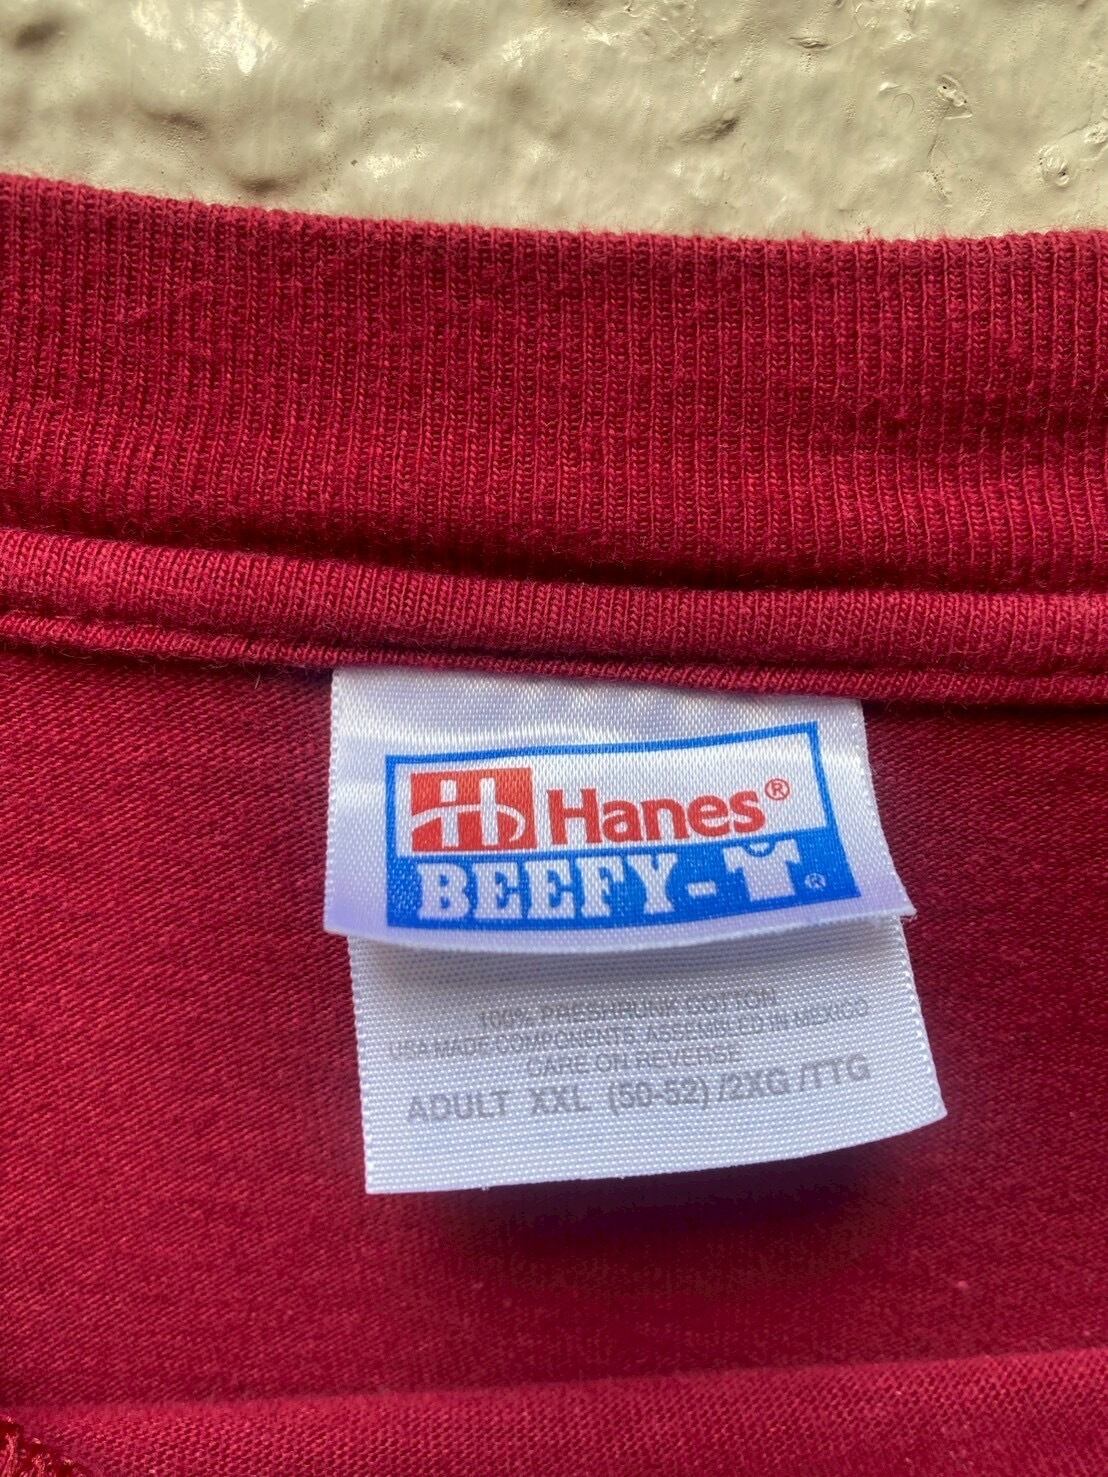 Hanes®
BEEFY-T®
100% PRESHRUNK COTTON
USA MADE COMPONENTS, ASSEMBLED IN MEXICO
CARE ON REVERSE
ADULT XXL (50-52) /2XG /TTG